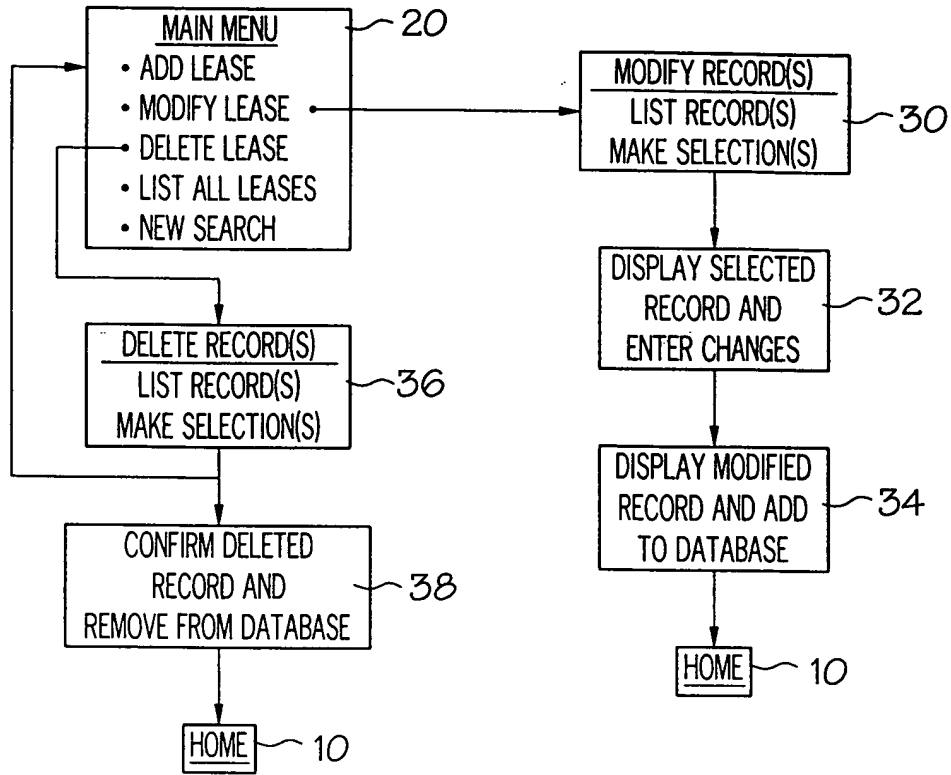 MAIN MENU
• ADD LEASE
• MODIFY LEASE
• DELETE LEASE
• LIST ALL LEASES
• NEW SEARCH
20
MODIFY RECORD(S)
LIST RECORD(S)
MAKE SELECTION(S)
30
DISPLAY SELECTED
RECORD AND
ENTER CHANGES
32
DELETE RECORD(S)
LIST RECORD(S)
MAKE SELECTION(S)
36
DISPLAY MODIFIED
RECORD AND ADD
TO DATABASE
34
CONFIRM DELETED
RECORD AND
REMOVE FROM DATABASE
38
HOME
10
HOME
10